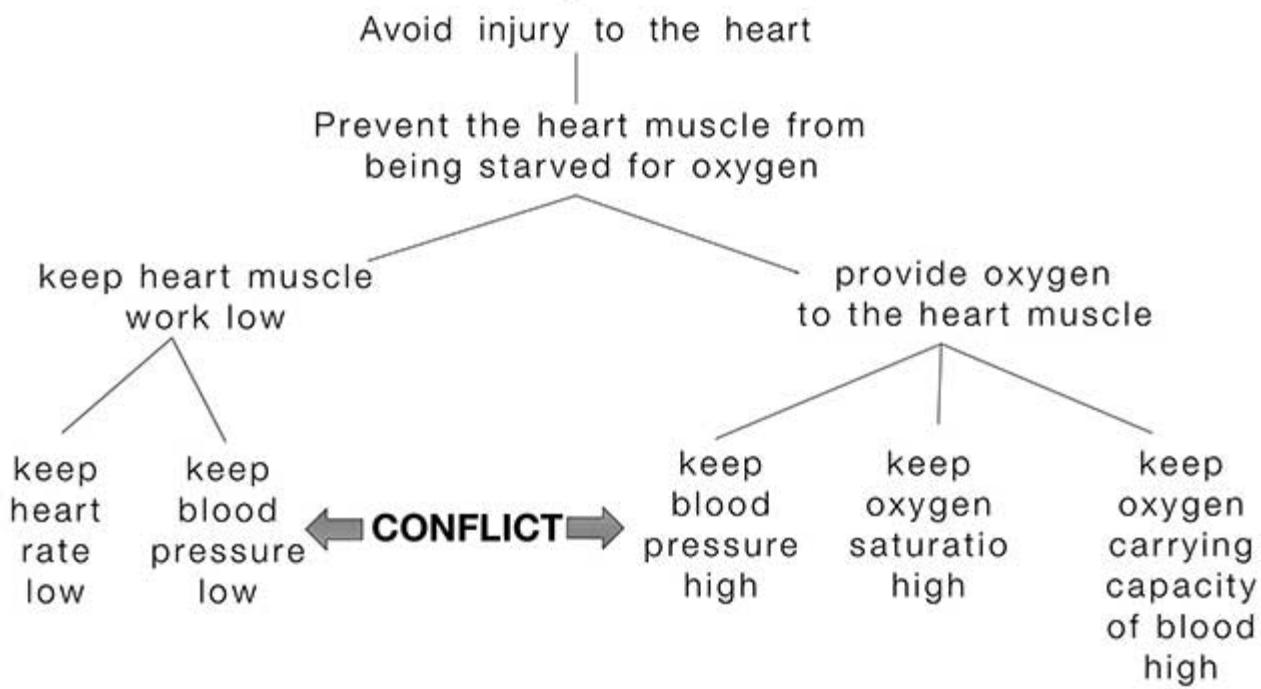 Avoid injury to the heart
Prevent the heart muscle from
being starved for oxygen
keep heart muscle
work low
provide oxygen
to the heart muscle
keep
heart
rate
low
keep
blood
pressure
low
CONFLICT
keep
blood
pressure
high
keep
oxygen
saturatio
high
keep
oxygen
carrying
capacity
of blood
high